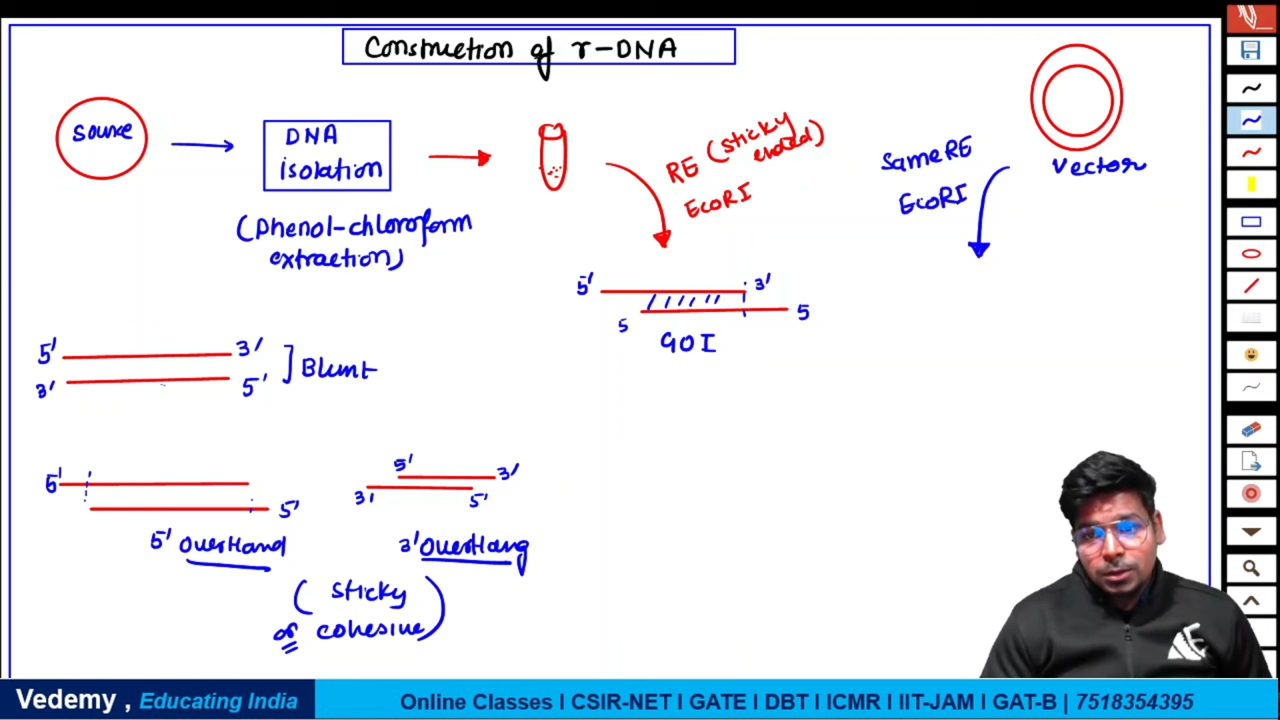 Construction of r-DNA
Source
DNA
isolation
(Phenol-chloroform
extraction)
RE (sticky
ended)
EcoRI
Same RE
EcoRI
Vector
5' 3'
5 5
GOI
5' 3'
3' 5'
Blunt
5'
5'
5' OverHand
5' 3'
3' 5'
3' OverHang
(sticky
or cohesive)
Vedemy , Educating India
Online Classes I CSIR-NET I GATE I DBT I ICMR I IIT-JAM I GAT-B | 7518354395